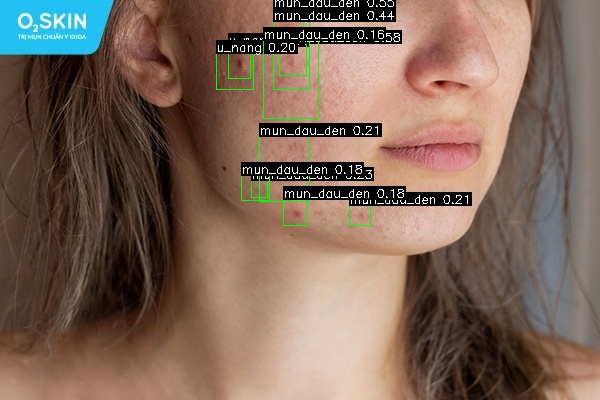 O₂SKIN
TRỊ MỤN CHUẨN Y KHOA
mun_dau_den 0.55
mun_dau_den 0.44
mun_dau_den 0.16
u_nang 0.20
mun_dau_den 0.21
mun_dau_den 0.18
mun_dau_den 0.18
mun_dau_den 0.21